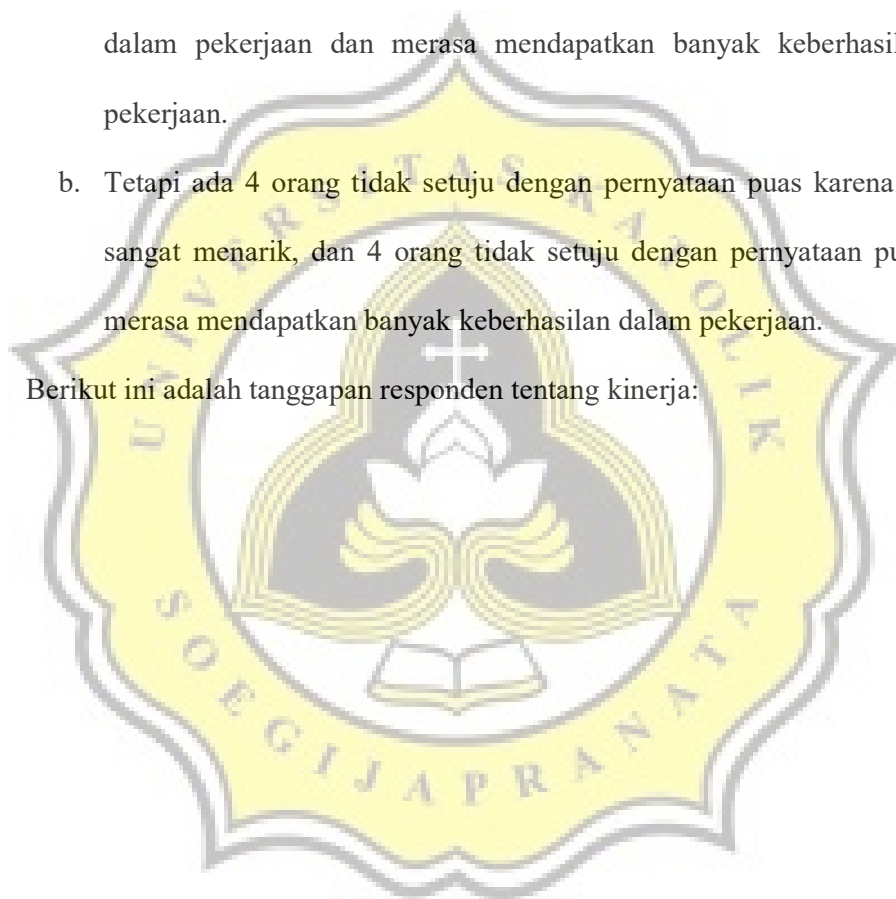 dalam pekerjaan dan merasa mendapatkan banyak
pekerjaan.
b. Tetapi ada 4 orang tidak setuju dengan pernyataan puas karena
sangat menarik, dan 4 orang tidak setuju dengan pernyataan
merasa mendapatkan banyak keberhasilan dalam pekerjaan.
Berikut ini adalah tanggapan responden tentang kinerja:
UNIVERSITAS KATOLIK
SOEGIJAPRANATA